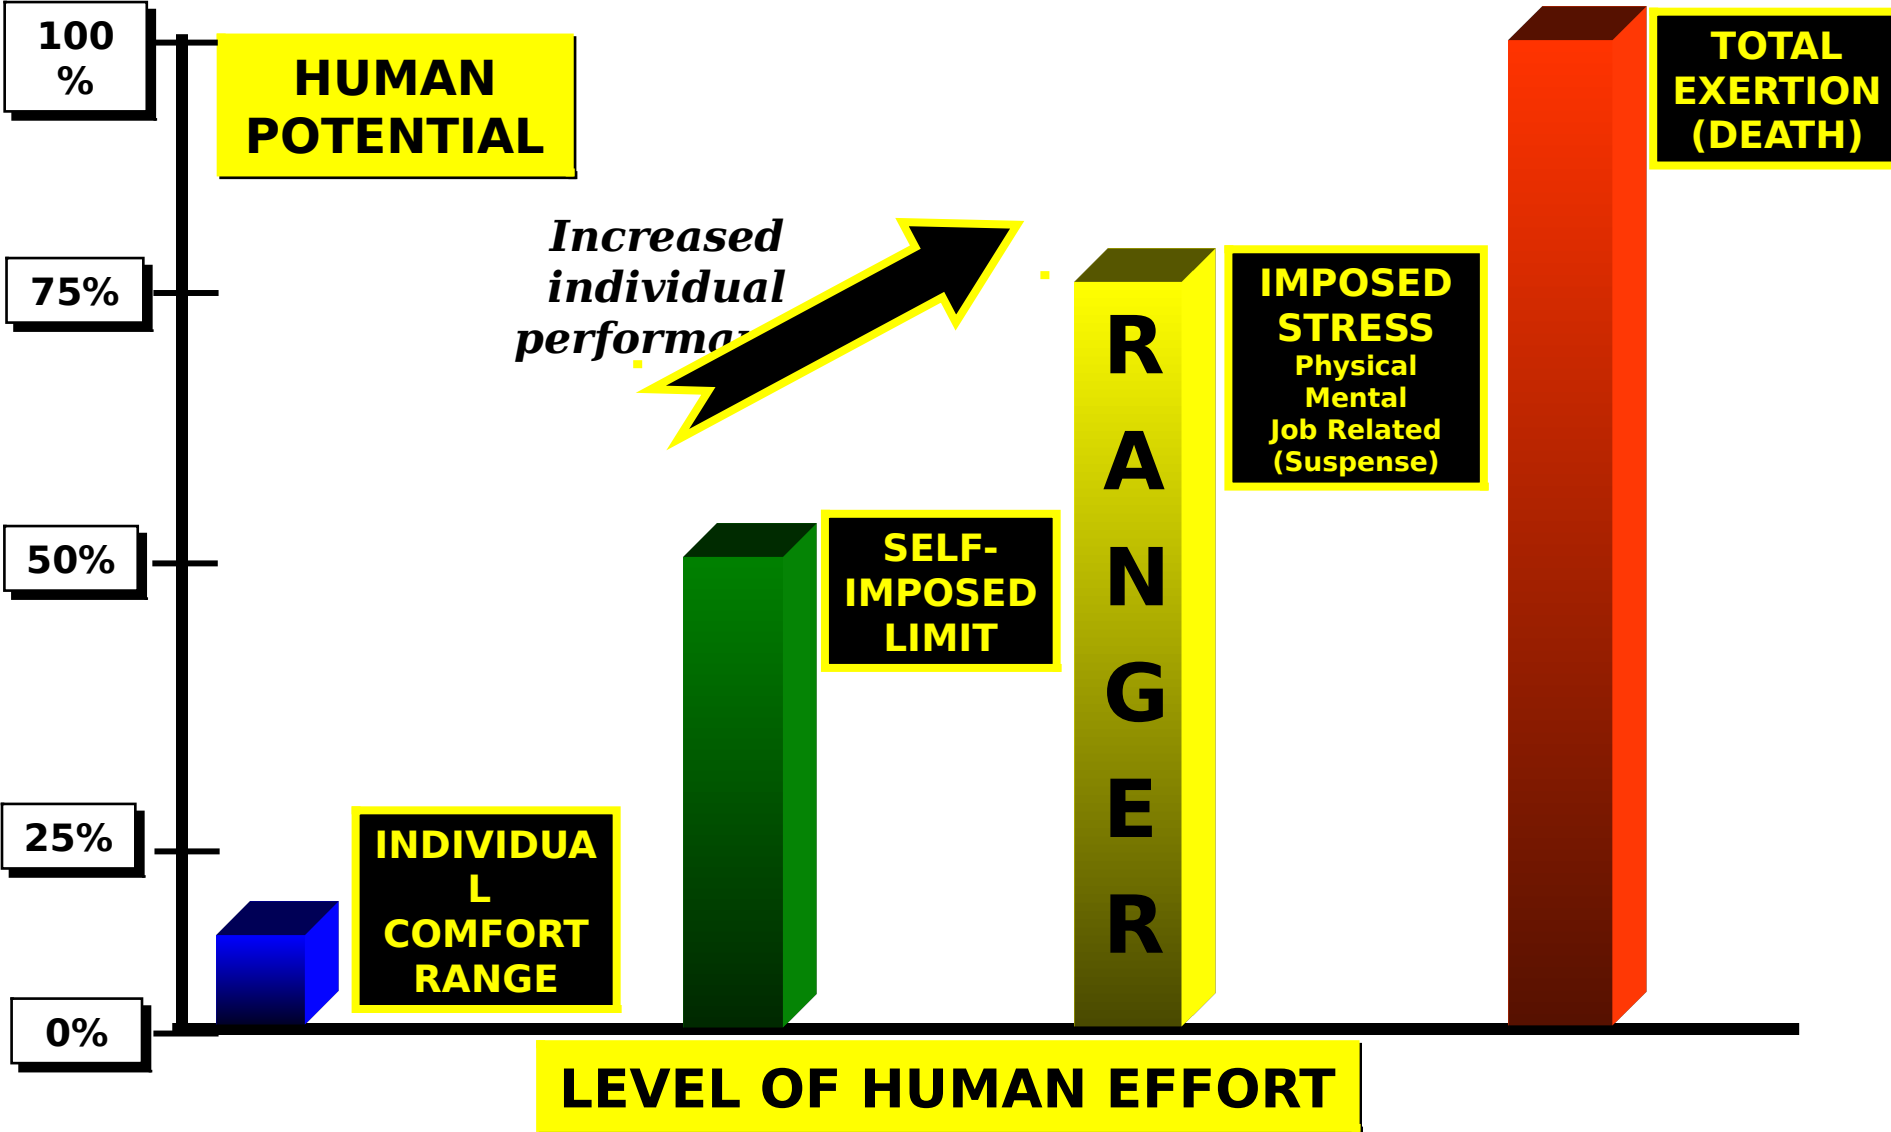 100
%
HUMAN
POTENTIAL
TOTAL
EXERTION
(DEATH)
Increased
individual
75%
IMPOSED
STRESS
Physical
Mental
Job Related
(Suspense)
R
A
N
G
E
R
50%
SELF-
IMPOSED
LIMIT
25%
INDIVIDUA
L
COMFORT
RANGE
0%
LEVEL OF HUMAN EFFORT